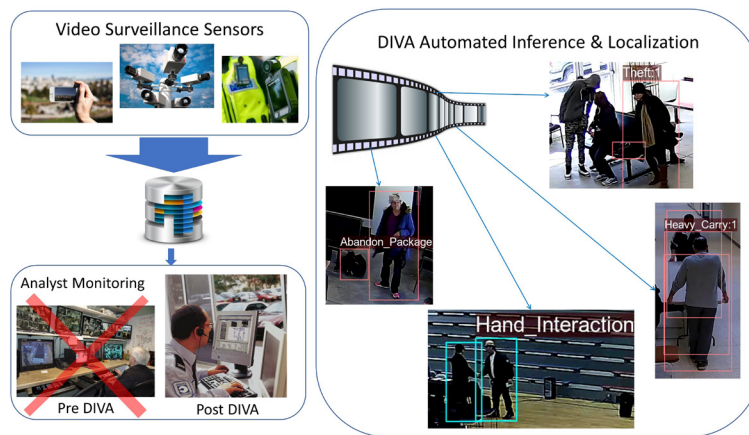 Video Surveillance Sensors
Analyst Monitoring
Pre DIVA
Post DIVA
DIVA Automated Inference & Localization
Theft:1
Abandon_Package
Heavy_Carry:1
Hand_Interaction